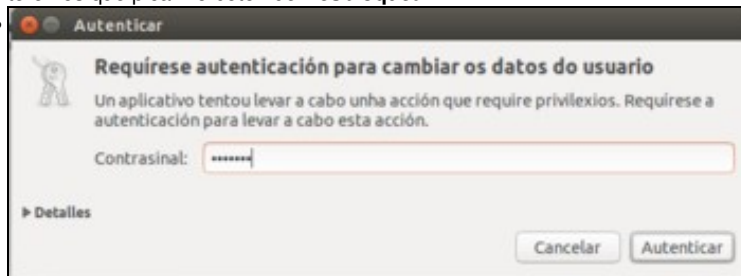 Autenticar
Requírese autenticación para cambiar os datos do usuario
Un aplicativo tentou levar a cabo unha acción que require privilexios. Requírese a
autenticación para levar a cabo esta acción.
Contrasinal: •••••••
Detalles
Cancelar Autenticar